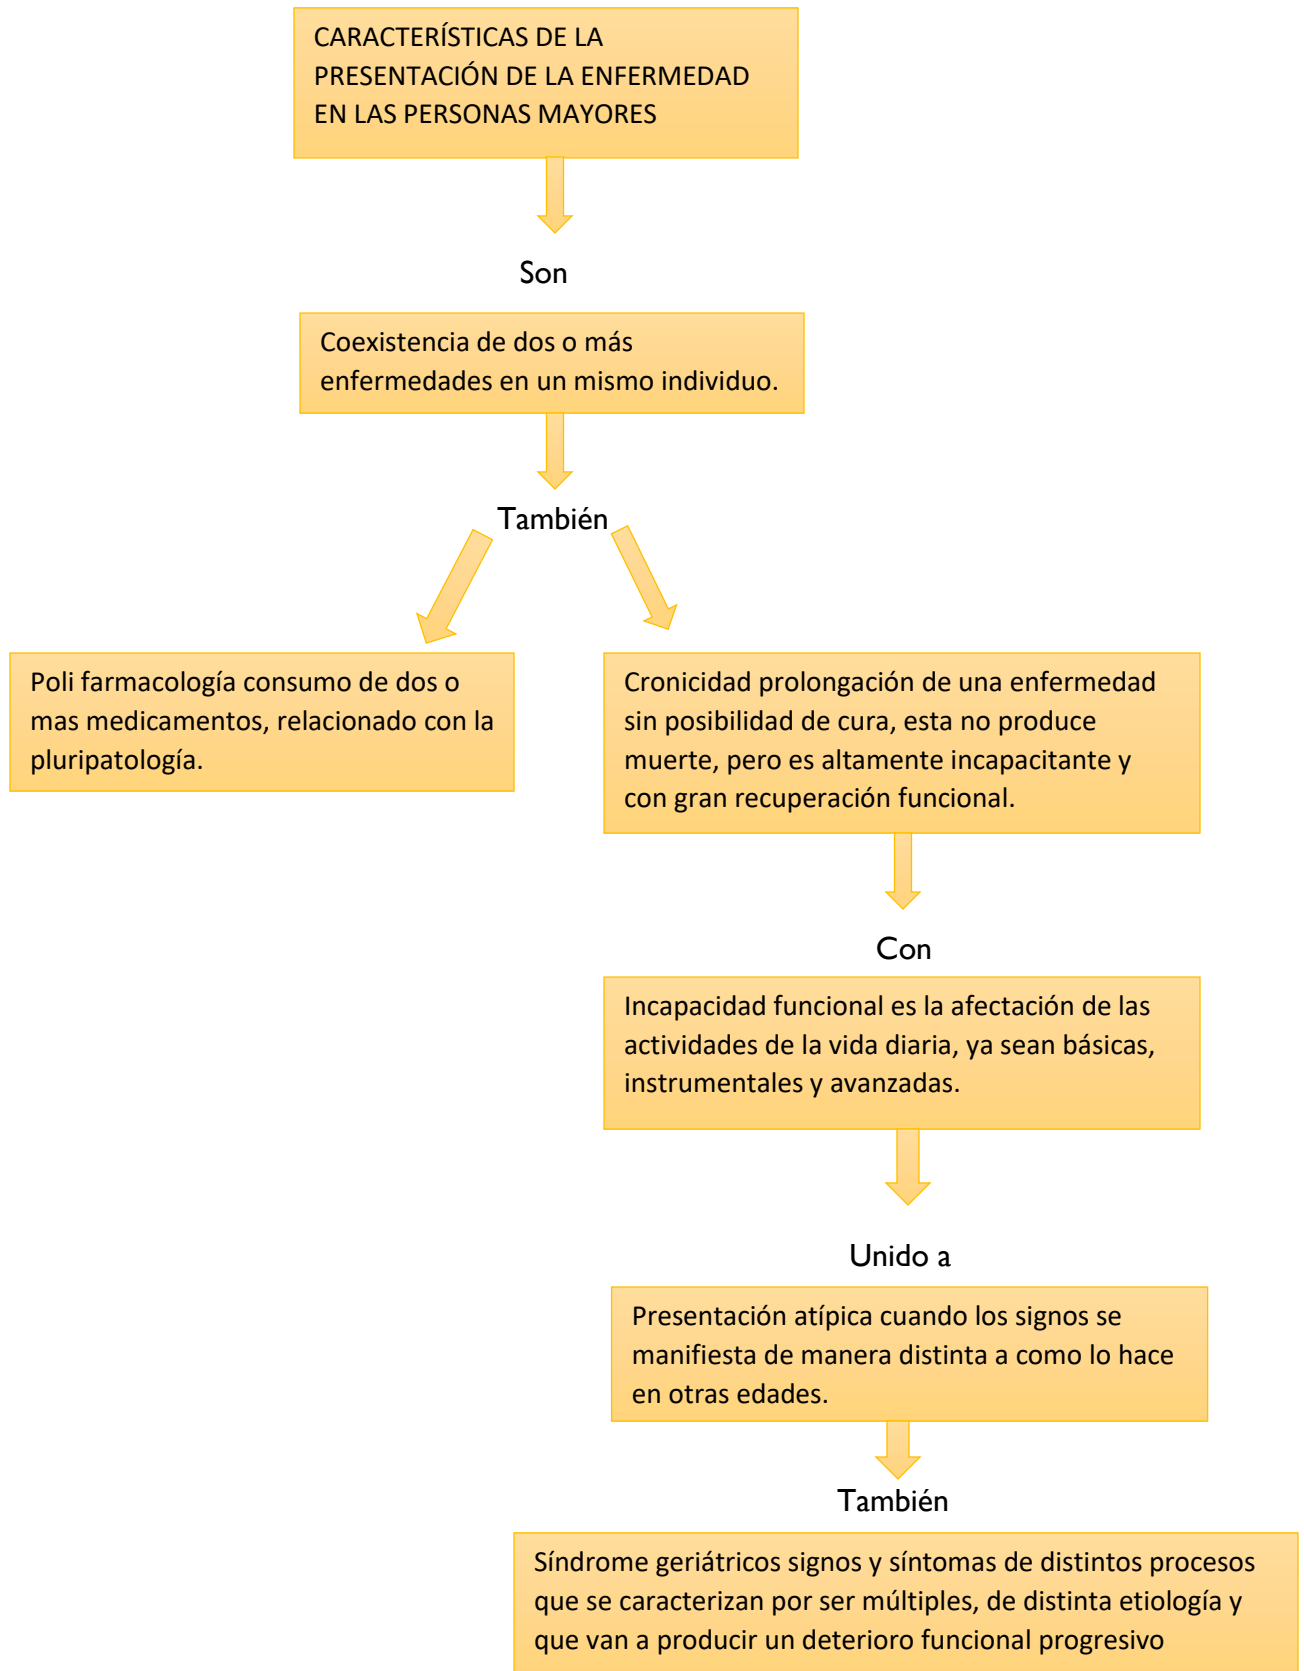 CARACTERÍSTICAS DE LA
PRESENTACIÓN DE LA ENFERMEDAD
EN LAS PERSONAS MAYORES
Son
Coexistencia de dos o más
enfermedades en un mismo individuo.
También
Poli farmacología consumo de dos o
mas medicamentos, relacionado con la
pluripatología.
Cronicidad prolongación de una enfermedad
sin posibilidad de cura, esta no produce
muerte, pero es altamente incapacitante y
con gran recuperación funcional.
Con
Incapacidad funcional es la afectación de las
actividades de la vida diaria, ya sean básicas,
instrumentales y avanzadas.
Unido a
Presentación atípica cuando los signos se
manifiesta de manera distinta a como lo hace
en otras edades.
También
Síndrome geriátricos signos y síntomas de distintos procesos
que se caracterizan por ser múltiples, de distinta etiología y
que van a producir un deterioro funcional progresivo